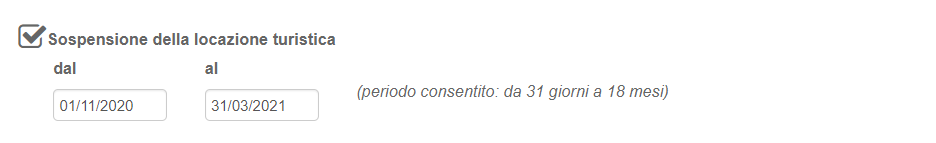 Sospensione della locazione turistica
dal al
01/11/2020 31/03/2021 (periodo consentito: da 31 giorni a 18 mesi)